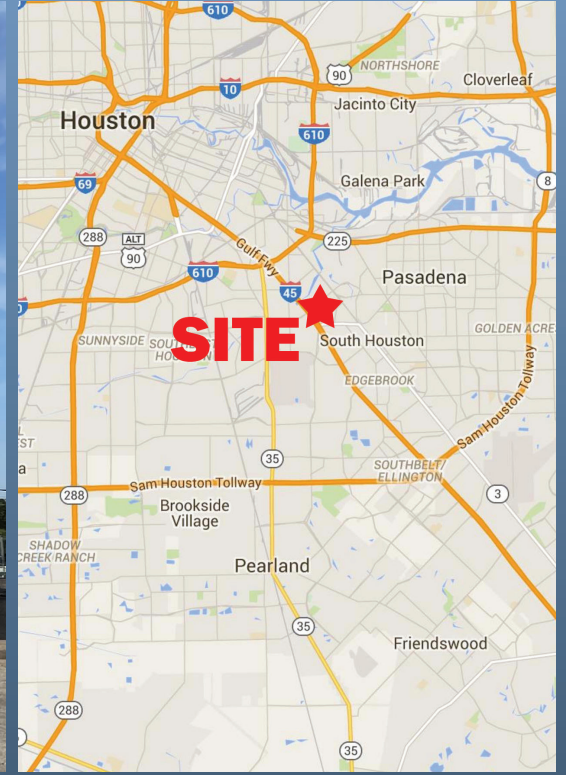 610
90
NORTHSHORE
Cloverleaf
10
Jacinto City
Houston
610
69
Galena Park
8
288
ALT
90
Gulf Fwy
225
610
45
Pasadena
SITE
GOLDEN ACRE
SUNNYSIDE
South Houston
EDGEBROOK
Sam Houston Tollway
35
SOUTHBELT/
ELLINGTON
Sam Houston Tollway
288
3
Brookside
Village
SHADOW
CREEK RANCH
Pearland
35
Friendswood
288
35